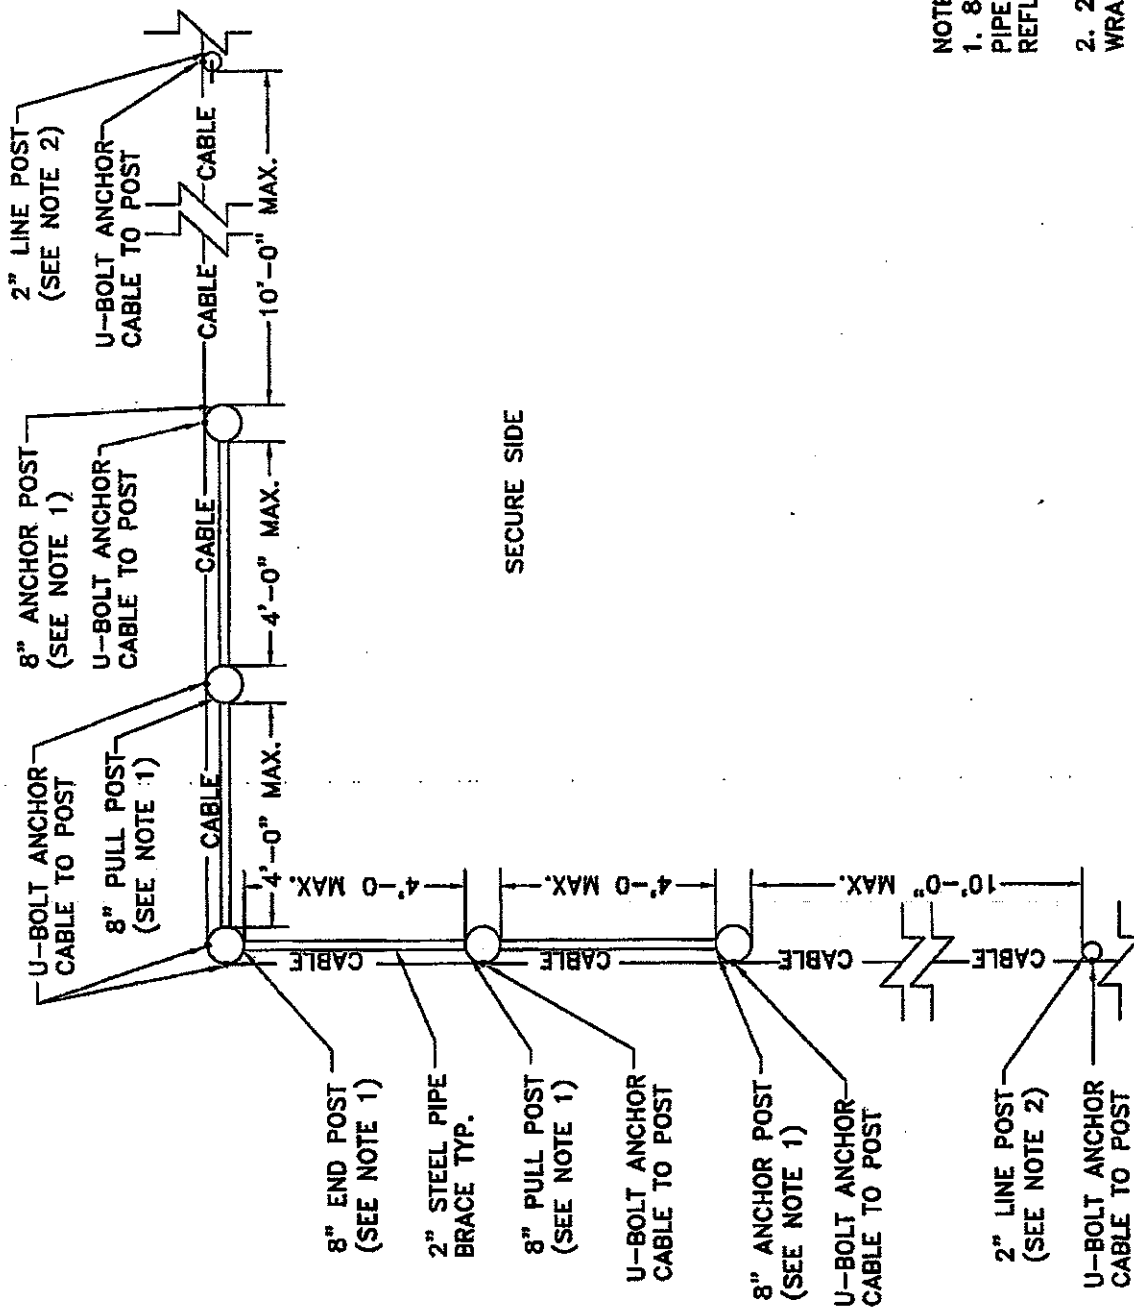 2" LINE POST
(SEE NOTE 2)
U-BOLT ANCHOR
CABLE TO POST
8" ANCHOR POST
(SEE NOTE 1)
U-BOLT ANCHOR
CABLE TO POST
U-BOLT ANCHOR
CABLE TO POST
8" PULL POST
(SEE NOTE 1)
CABLE
CABLE
CABLE
CABLE
4'-0" MAX.
4'-0" MAX.
10'-0" MAX.
SECURE SIDE
8" END POST
(SEE NOTE 1)
2" STEEL PIPE
BRACE TYP.
8" PULL POST
(SEE NOTE 1)
U-BOLT ANCHOR
CABLE TO POST
8" ANCHOR POST
(SEE NOTE 1)
U-BOLT ANCHOR
CABLE TO POST
2" LINE POST
(SEE NOTE 2)
U-BOLT ANCHOR
CABLE TO POST
CABLE
CABLE
CABLE
CABLE
4'-0 MAX.
4'-0 MAX.
10'-0" MAX.
NOTE
1. 8
PIPE
REFL
2. 2
WRA